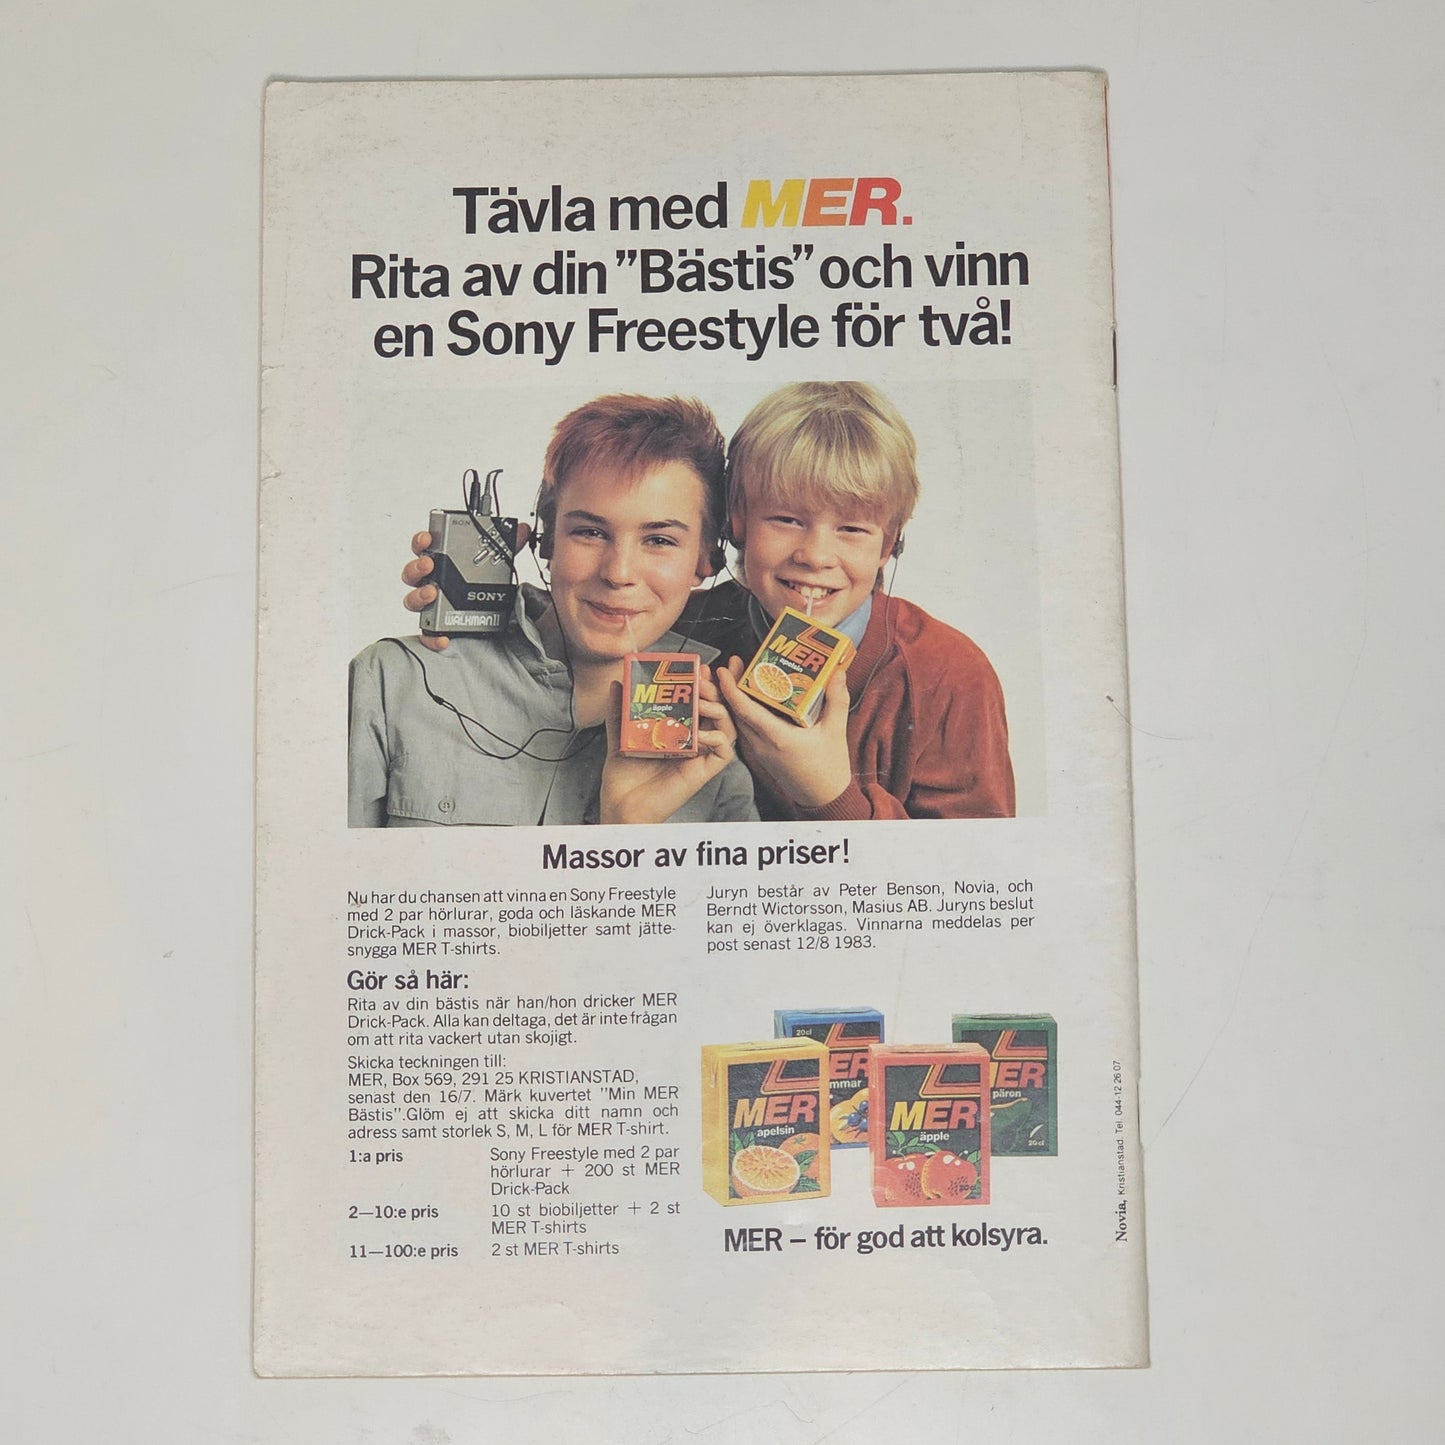 Tävla med MER.
Rita av din ”Bästis” och vinn
en Sony Freestyle för två!
SONY
SONY
WALKMAN II
MER
äpple
MER
apelsin
Massor av fina priser!
Nu har du chansen att vinna en Sony Freestyle
med 2 par hörlurar, goda och läskande MER
Drick-Pack i massor, biobiljetter samt jätte-
snygga MER T-shirts.
Gör så här:
Rita av din bästis när han/hon dricker MER
Drick-Pack. Alla kan deltaga, det är inte frågan
om att rita vackert utan skojigt.
Skicka teckningen till:
MER, Box 569, 291 25 KRISTIANSTAD,
senast den 16/7. Märk kuvertet ”Min MER
Bästis”.Glöm ej att skicka ditt namn och
adress samt storlek S, M, L för MER T-shirt.
1:a pris Sony Freestyle med 2 par
hörlurar + 200 st MER
Drick-Pack
2—10:e pris 10 st biobiljetter + 2 st
MER T-shirts
11—100:e pris 2 st MER T-shirts
Juryn består av Peter Benson, Novia, och
Berndt Wictorsson, Masius AB. Juryns beslut
kan ej överklagas. Vinnarna meddelas per
post senast 12/8 1983.
20cl
MER
apelsin
ER
mmar
MER
äpple
ER
päron
20 cl
MER – för god att kolsyra.
Novia, Kristianstad. Tel. 044-12 26 07